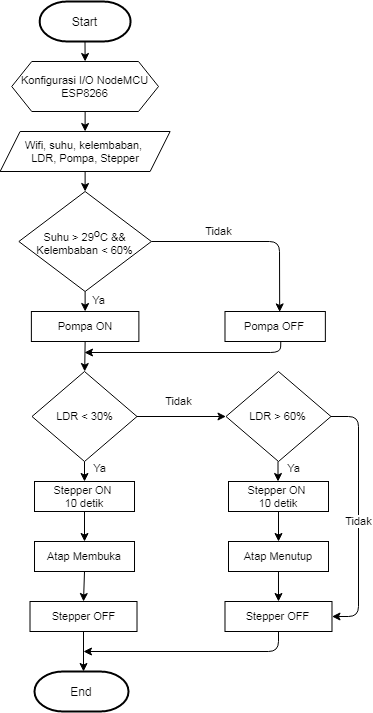 Start
Konfigurasi I/O NodeMCU
ESP8266
Wifi, suhu, kelembaban,
LDR, Pompa, Stepper
Suhu > 29⁰C &&
Kelembaban < 60%
Tidak
Ya
Pompa ON
Pompa OFF
LDR < 30%
Tidak
LDR > 60%
Ya
Ya
Stepper ON
10 detik
Stepper ON
10 detik
Tidak
Atap Membuka
Atap Menutup
Stepper OFF
Stepper OFF
End